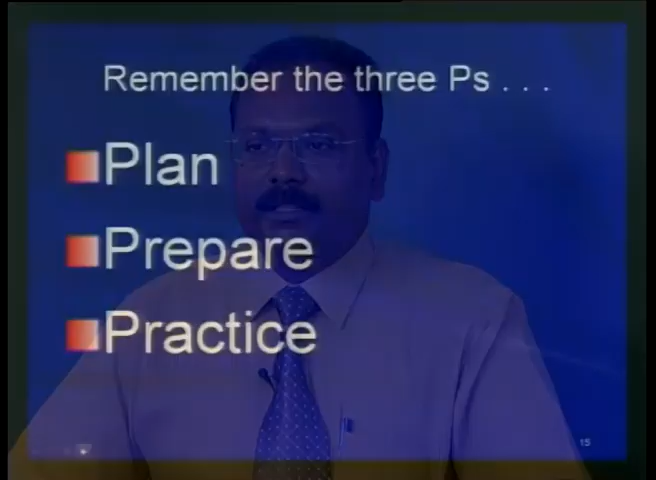 Remember the three Ps . . .
Plan
Prepare
Practice
15